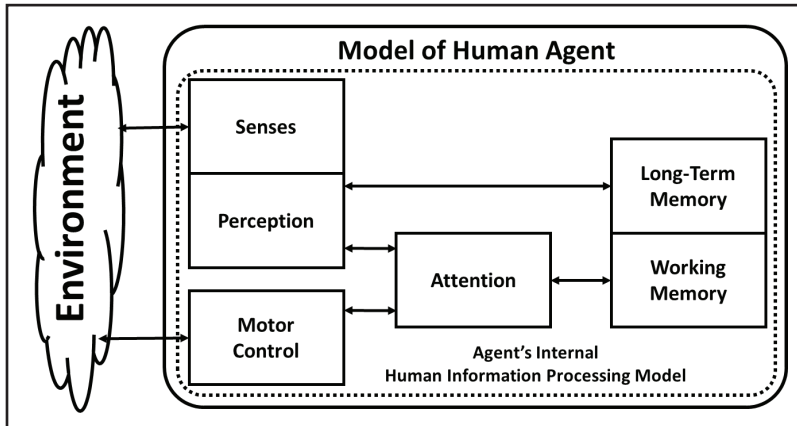 Model of Human Agent
Environment
Senses
Perception
Motor
Control
Attention
Long-Term
Memory
Working
Memory
Agent's Internal
Human Information Processing Model